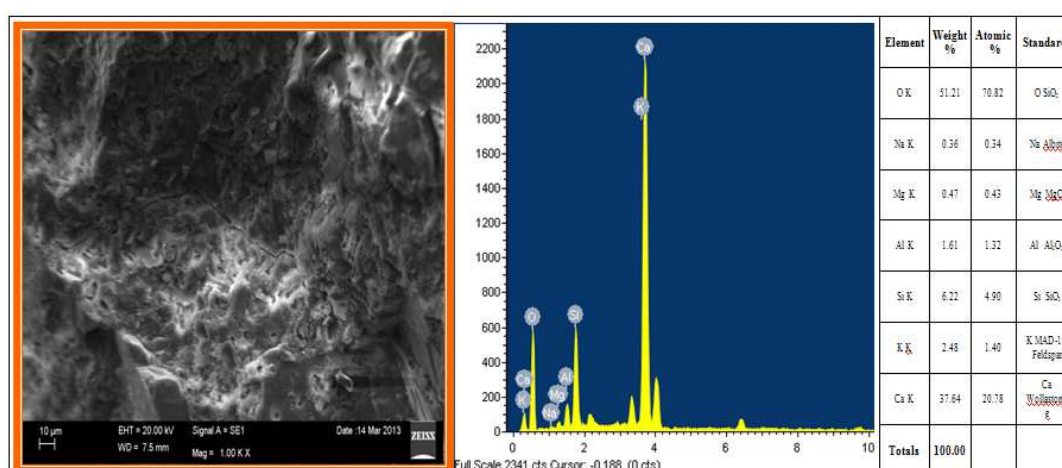 10 µm
EHT = 20.00 kV
WD = 7.5 mm
Signal A = SE1
Mag = 1.00 K X
Date :14 Mar 2013
ZEISS
2200
2000
1800
1600
1400
1200
1000
800
600
400
200
0
0 2 4 6 8 10
Ca
K
O
Si
Ca
K
Na
Mg
Al
Full Scale 2341 cts Cursor: -0.188 (0 cts)
Element Weight % Atomic % Standard
O K 51.21 70.82 O SiO₂
Na K 0.36 0.34 Na
Mg K 0.47 0.43 Mg MgO
Al K 1.61 1.32 Al Al₂O₃
Si K 6.22 4.90 Si SiO₂
K K 2.48 1.40 K MAD-1 Feldspar
Ca K 37.64 20.78 Ca
Totals 100.00